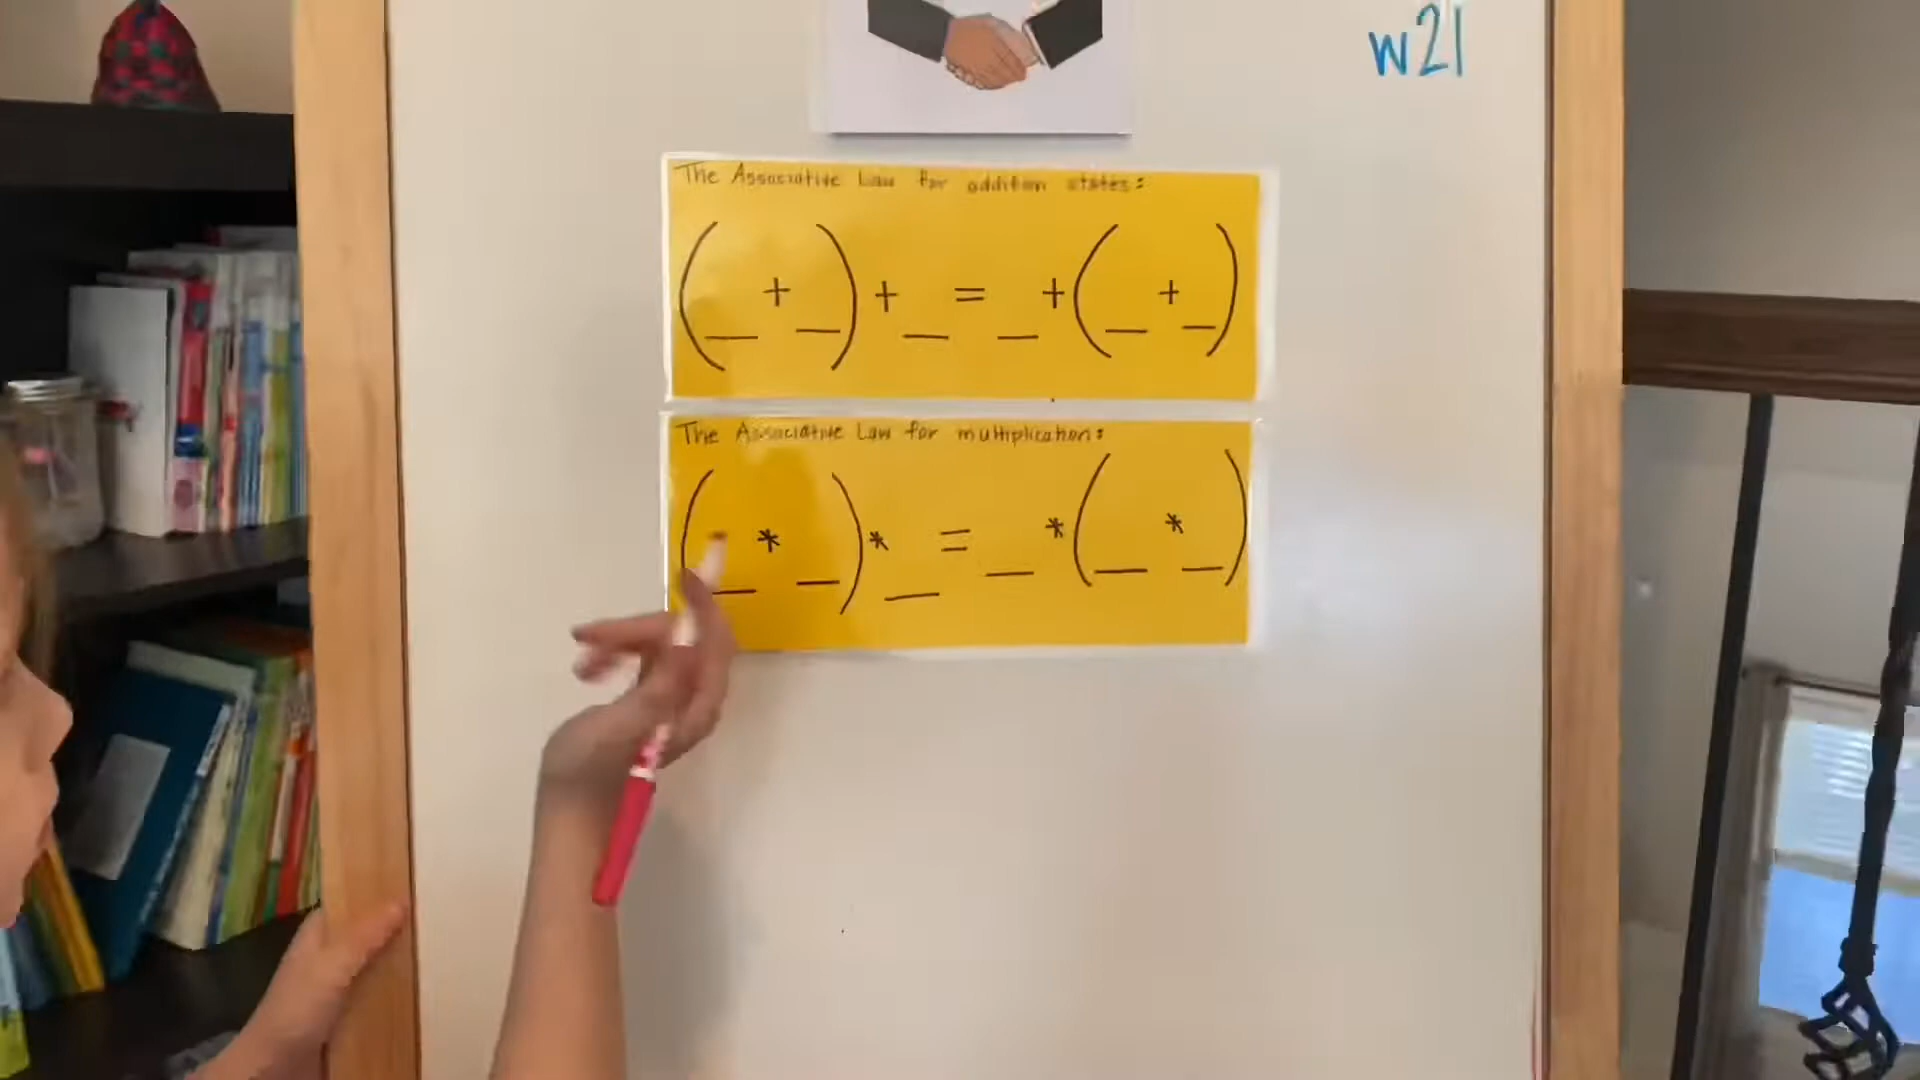 w21
The Associative Law for addition states:
(__ + __) + __ = __ + (__ + __)
The Associative Law for multiplication:
(__ * __) * __ = __ * (__ * __)